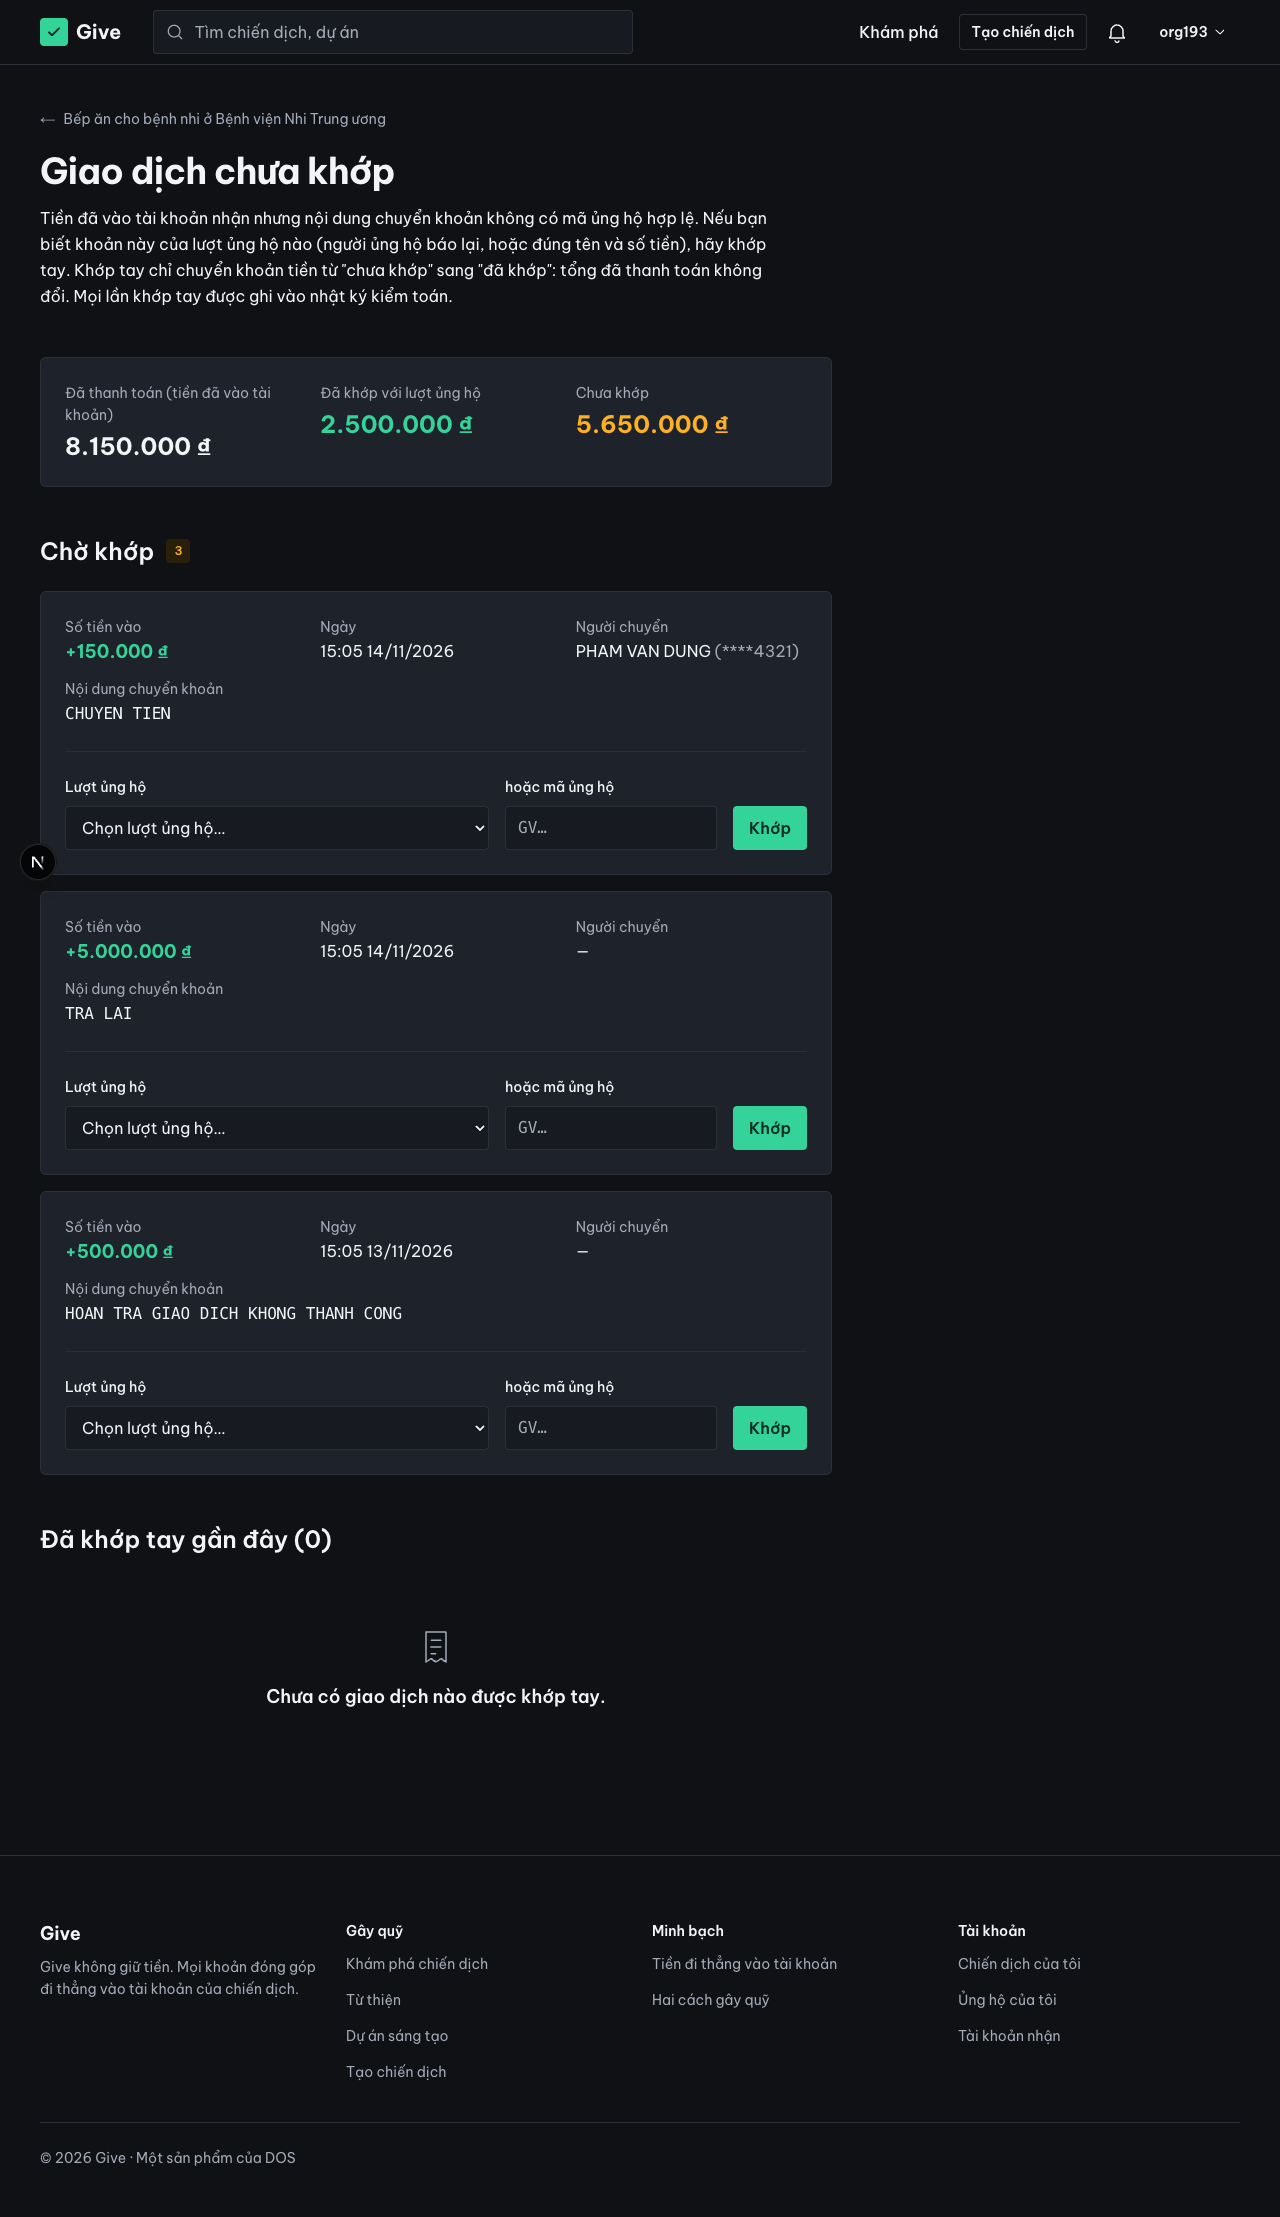 Give
Tìm chiến dịch, dự án
Khám phá
Tạo chiến dịch
org193
← Bếp ăn cho bệnh nhi ở Bệnh viện Nhi Trung ương
Giao dịch chưa khớp
Tiền đã vào tài khoản nhận nhưng nội dung chuyển khoản không có mã ủng hộ hợp lệ. Nếu bạn
biết khoản này của lượt ủng hộ nào (người ủng hộ báo lại, hoặc đúng tên và số tiền), hãy khớp
tay. Khớp tay chỉ chuyển khoản tiền từ "chưa khớp" sang "đã khớp": tổng đã thanh toán không
đổi. Mọi lần khớp tay được ghi vào nhật ký kiểm toán.
Đã thanh toán (tiền đã vào tài
khoản)
8.150.000 ₫
Đã khớp với lượt ủng hộ
2.500.000 ₫
Chưa khớp
5.650.000 ₫
Chờ khớp 3
Số tiền vào
+150.000 ₫
Ngày
15:05 14/11/2026
Người chuyển
PHAM VAN DUNG (****4321)
Nội dung chuyển khoản
CHUYEN TIEN
Lượt ủng hộ
Chọn lượt ủng hộ...
hoặc mã ủng hộ
GV…
Khớp
N
Số tiền vào
+5.000.000 ₫
Ngày
15:05 14/11/2026
Người chuyển
—
Nội dung chuyển khoản
TRA LAI
Lượt ủng hộ
Chọn lượt ủng hộ...
hoặc mã ủng hộ
GV…
Khớp
Số tiền vào
+500.000 ₫
Ngày
15:05 13/11/2026
Người chuyển
—
Nội dung chuyển khoản
HOAN TRA GIAO DICH KHONG THANH CONG
Lượt ủng hộ
Chọn lượt ủng hộ...
hoặc mã ủng hộ
GV…
Khớp
Đã khớp tay gần đây (0)
Chưa có giao dịch nào được khớp tay.
Give
Give không giữ tiền. Mọi khoản đóng góp
đi thẳng vào tài khoản của chiến dịch.
Gây quỹ
Khám phá chiến dịch
Từ thiện
Dự án sáng tạo
Tạo chiến dịch
Minh bạch
Tiền đi thẳng vào tài khoản
Hai cách gây quỹ
Tài khoản
Chiến dịch của tôi
Ủng hộ của tôi
Tài khoản nhận
© 2026 Give · Một sản phẩm của DOS